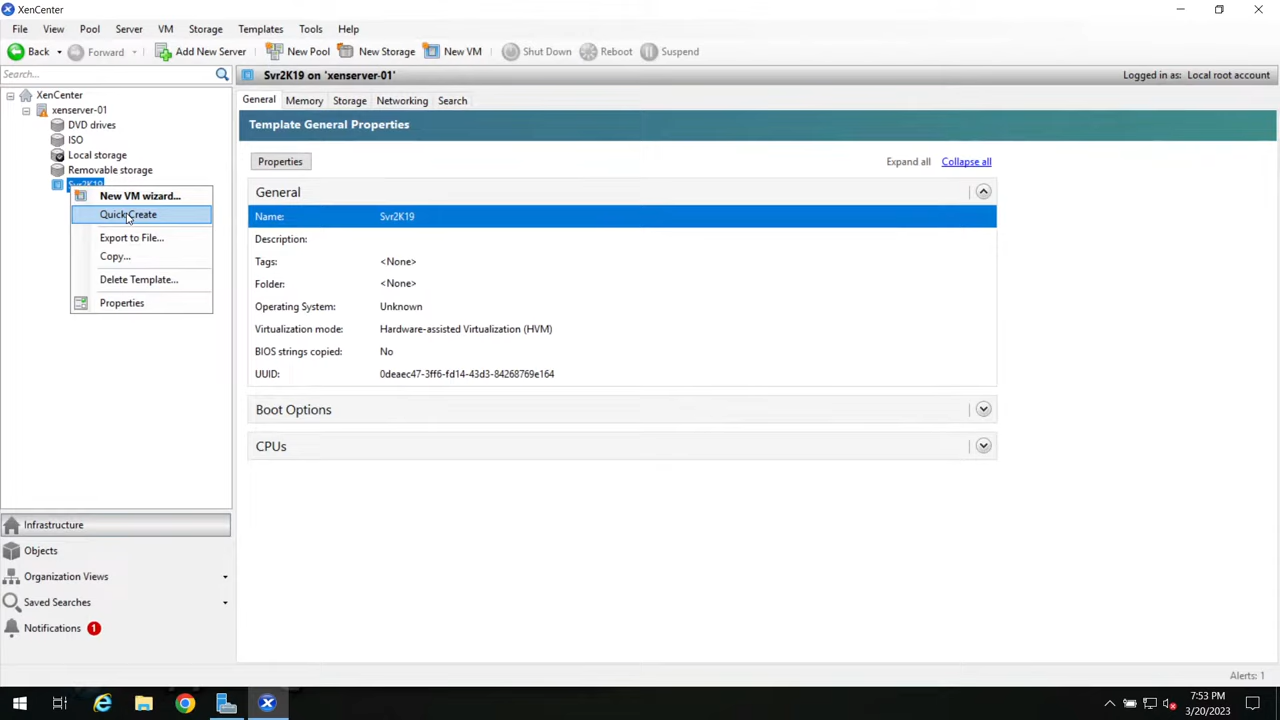 XenCenter
File View Pool Server VM Storage Templates Tools Help
Back Forward Add New Server New Pool New Storage New VM Shut Down Reboot Suspend
Search...
Svr2K19 on 'xenserver-01'
Logged in as: Local root account
XenCenter
xenserver-01
DVD drives
ISO
Local storage
Removable storage
Svr2K19
New VM wizard...
Quick Create
Export to File...
Copy...
Delete Template...
Properties
General Memory Storage Networking Search
Template General Properties
Properties
Expand all Collapse all
General
Name: Svr2K19
Description:
Tags: <None>
Folder: <None>
Operating System: Unknown
Virtualization mode: Hardware-assisted Virtualization (HVM)
BIOS strings copied: No
UUID: 0deaec47-3ff6-fd14-43d3-84268769e164
Boot Options
CPUs
Infrastructure
Objects
Organization Views
Saved Searches
Notifications 1
Alerts: 1
7:53 PM
3/20/2023